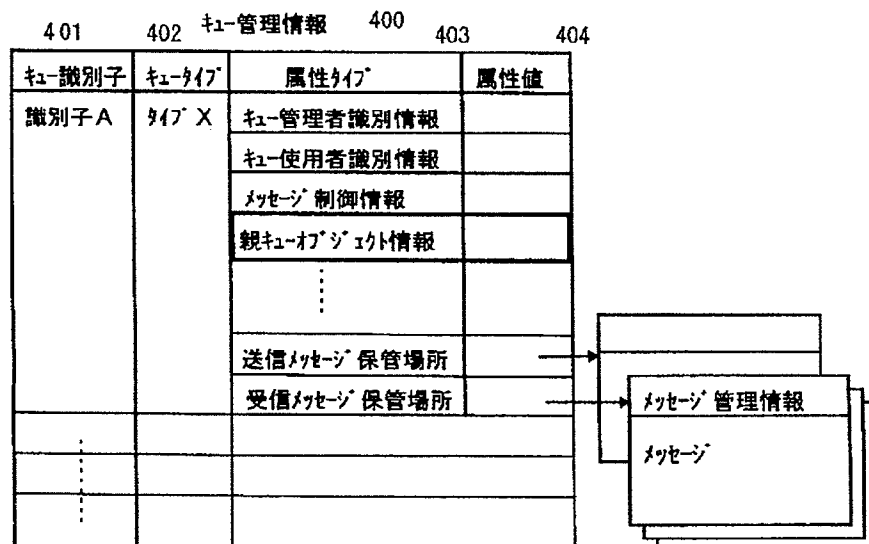 キュー管理情報 400
401 402 403 404
キュー識別子 キュータイプ 属性タイプ 属性値
識別子A タイプX キュー管理者識別情報
キュー使用者識別情報
メッセージ制御情報
親キューオブジェクト情報
送信メッセージ保管場所
受信メッセージ保管場所
メッセージ管理情報
メッセージ